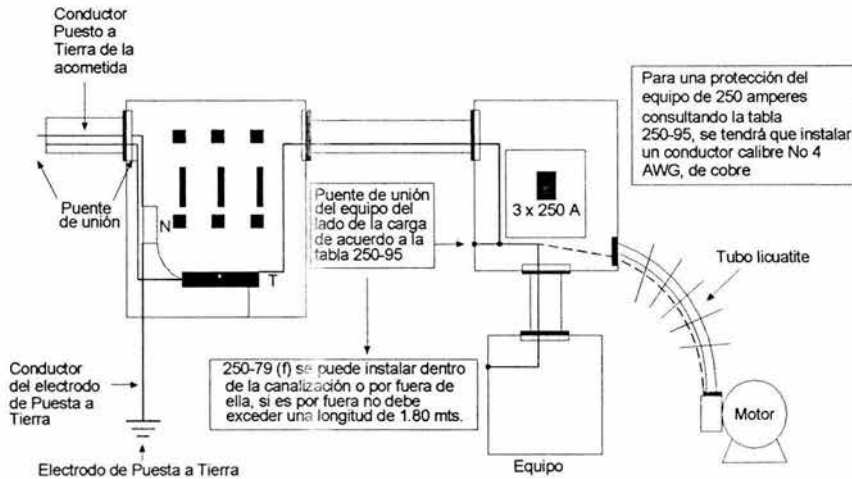 Conductor
Puesto a
Tierra de la
acometida
Para una protección del
equipo de 250 amperes
consultando la tabla
250-95, se tendrá que instalar
un conductor calibre No 4
AWG, de cobre
Puente
de unión
N
T
Puente de unión
del equipo del
lado de la carga
de acuerdo a la
tabla 250-95
3 x 250 A
Tubo licuatite
250-79 (f) se puede instalar dentro
de la canalización o por fuera de
ella, si es por fuera no debe
exceder una longitud de 1.80 mts.
Conductor
del electrodo
de Puesta a
Tierra
Motor
Electrodo de Puesta a Tierra
Equipo